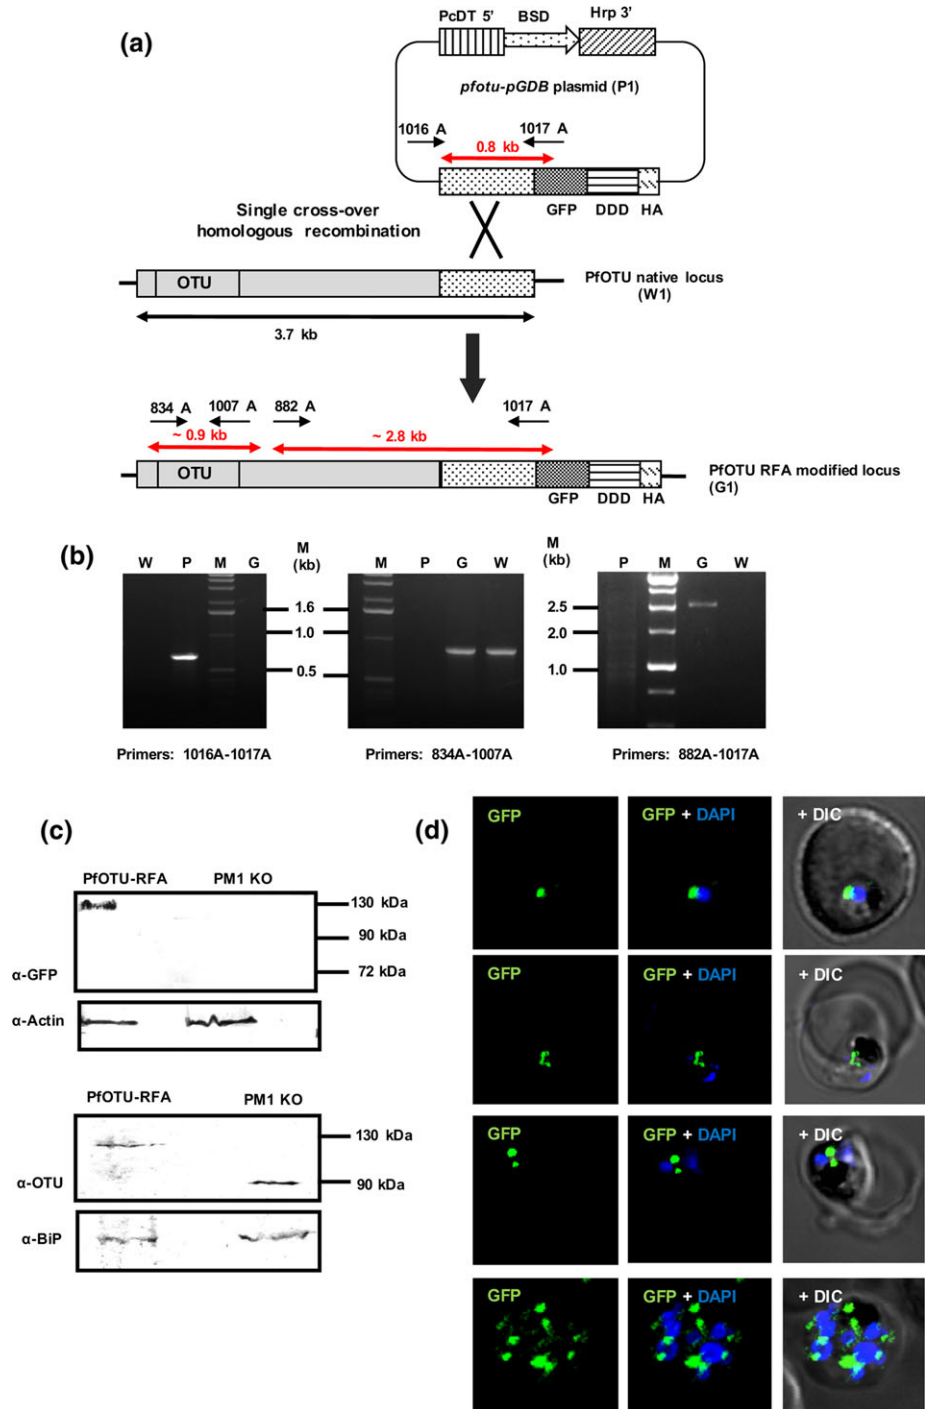 (a)
PcDT 5' BSD Hrp 3'
pfotu-pGDB plasmid (P1)
1016 A 1017 A
0.8 kb
GFP DDD HA
Single cross-over
homologous recombination
OTU
PfOTU native locus
(W1)
3.7 kb
834 A 1007 A 882 A 1017 A
~ 0.9 kb ~ 2.8 kb
OTU
PfOTU RFA modified locus
(G1)
GFP DDD HA
(b)
W P M G
M
(kb)
M P G W
M
(kb)
P M G W
1.6
1.0
0.5
2.5
2.0
1.0
Primers: 1016A-1017A
Primers: 834A-1007A
Primers: 882A-1017A
(c)
PfOTU-RFA PM1 KO
130 kDa
90 kDa
72 kDa
α-GFP
α-Actin
PfOTU-RFA PM1 KO
130 kDa
α-OTU
90 kDa
α-BiP
(d)
GFP GFP + DAPI + DIC
GFP GFP + DAPI + DIC
GFP GFP + DAPI + DIC
GFP GFP + DAPI + DIC